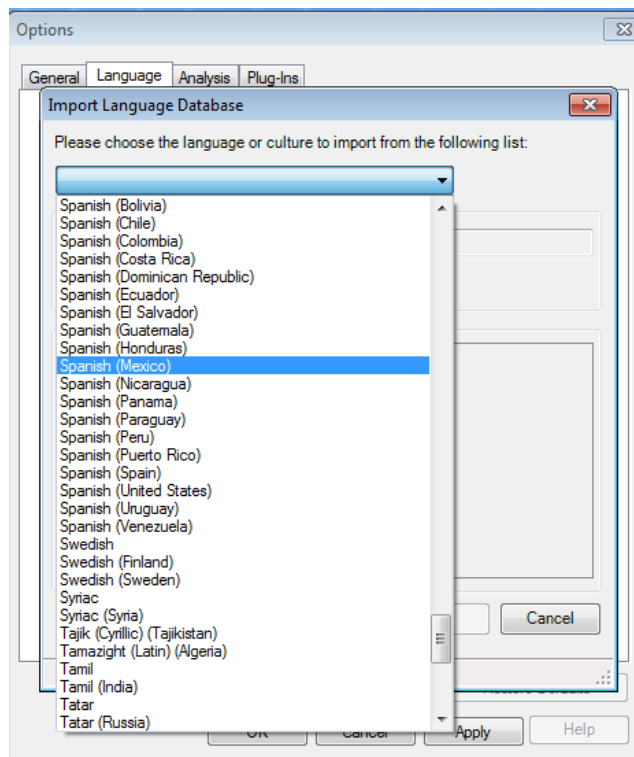 Options
General Language Analysis Plug-Ins
Import Language Database
Please choose the language or culture to import from the following list:
Spanish (Bolivia)
Spanish (Chile)
Spanish (Colombia)
Spanish (Costa Rica)
Spanish (Dominican Republic)
Spanish (Ecuador)
Spanish (El Salvador)
Spanish (Guatemala)
Spanish (Honduras)
Spanish (Mexico)
Spanish (Nicaragua)
Spanish (Panama)
Spanish (Paraguay)
Spanish (Peru)
Spanish (Puerto Rico)
Spanish (Spain)
Spanish (United States)
Spanish (Uruguay)
Spanish (Venezuela)
Swedish
Swedish (Finland)
Swedish (Sweden)
Syriac
Syriac (Syria)
Tajik (Cyrillic) (Tajikistan)
Tamazight (Latin) (Algeria)
Tamil
Tamil (India)
Tatar
Tatar (Russia)
Cancel
Restore Defaults
OK Cancel Apply Help